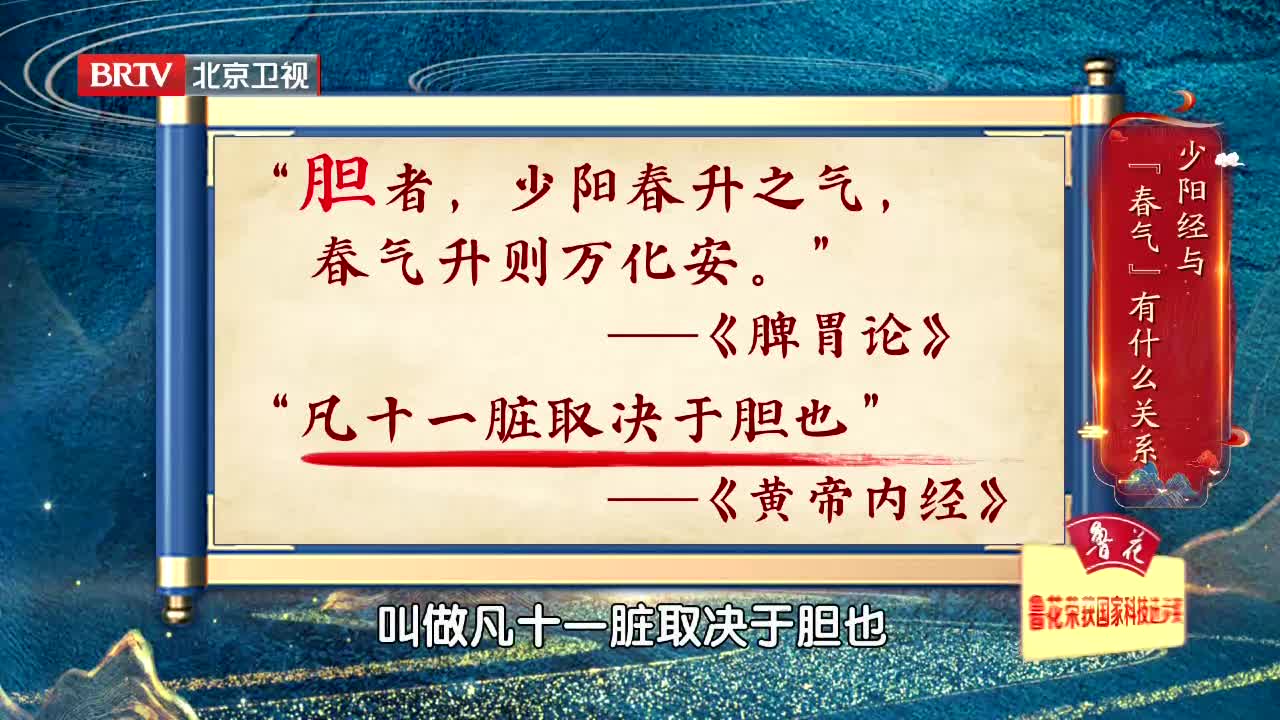 BRTV 北京卫视
“胆者，少阳春升之气，
春气升则万化安。”
——《脾胃论》
“凡十一脏取决于胆也”
——《黄帝内经》
少阳经与
『春气』有什么关系
鲁花
鲁花荣获国家科技进步奖
叫做凡十一脏取决于胆也